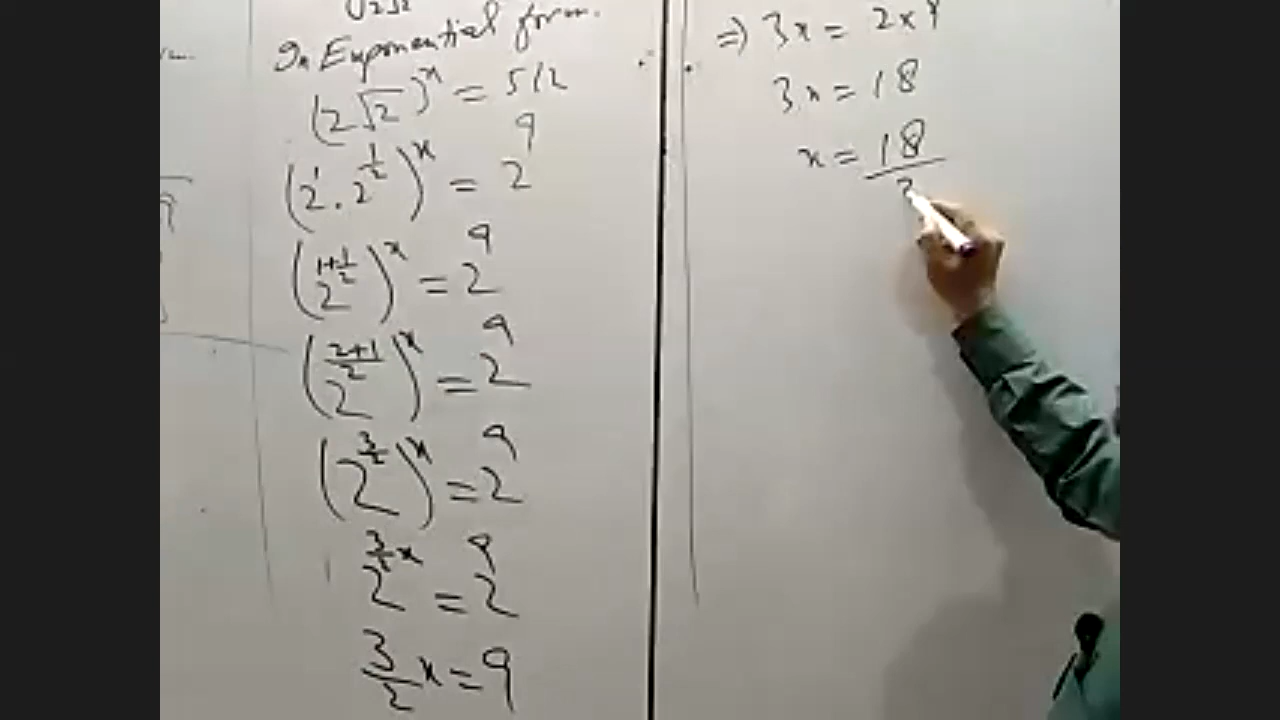 2√2
In Exponential form.
(2√2)^x = 512
(2^1 . 2^(1/2))^x = 2^9
(2^(1+1/2))^x = 2^9
(2^((2+1)/2))^x = 2^9
(2^(3/2))^x = 2^9
2^(3/2 x) = 2^9
3/2 x = 9
⇒ 3x = 2x9
3x = 18
x = 18/3